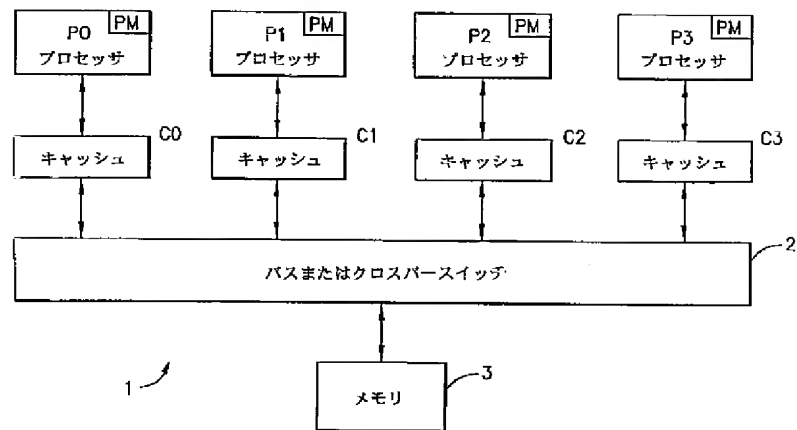 P0 PM
プロセッサ
P1 PM
プロセッサ
P2 PM
プロセッサ
P3 PM
プロセッサ
キャッシュ C0
キャッシュ C1
キャッシュ C2
キャッシュ C3
バスまたはクロスバースイッチ
2
メモリ
3
1